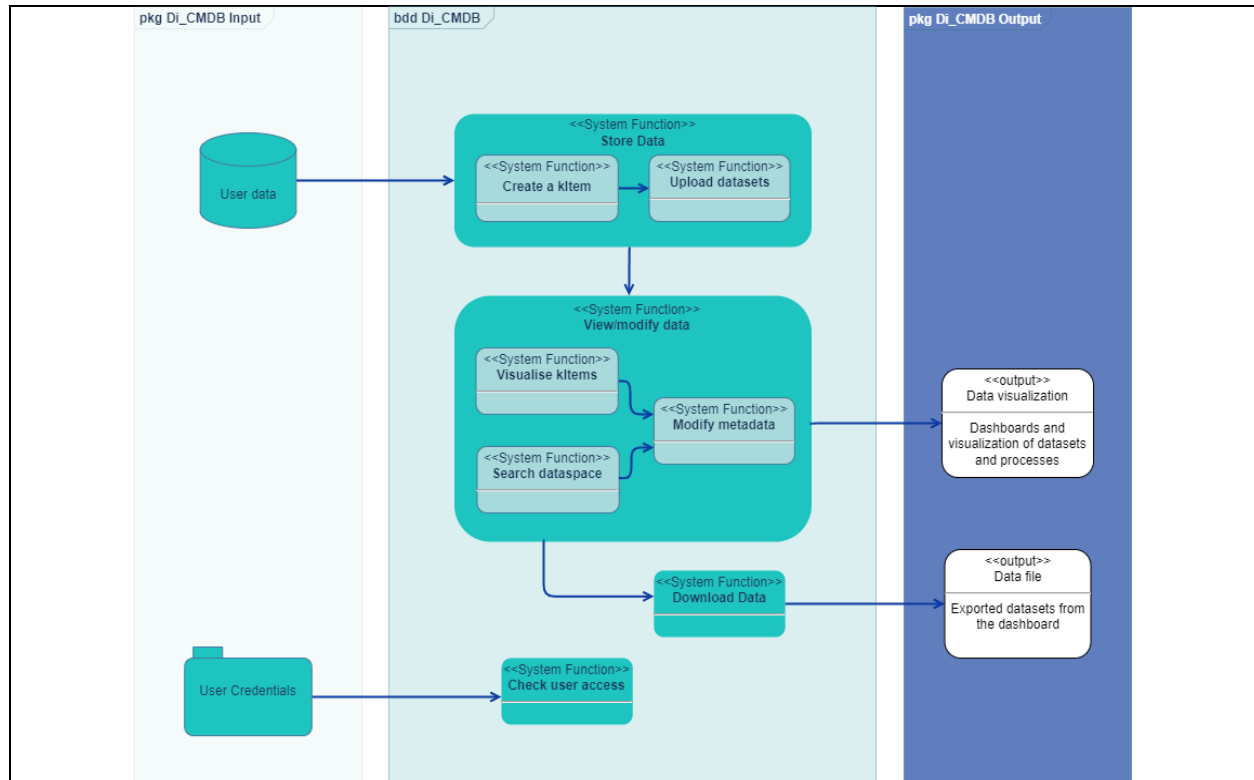 pkg Di_CMDB Input
bdd Di_CMDB
pkg Di_CMDB Output
User data
<<System Function>>
Store Data
<<System Function>>
Create a kItem
<<System Function>>
Upload datasets
<<System Function>>
View/modify data
<<System Function>>
Visualise kItems
<<System Function>>
Search dataspace
<<System Function>>
Modify metadata
<<output>>
Data visualization
Dashboards and
visualization of datasets
and processes
<<System Function>>
Download Data
<<output>>
Data file
Exported datasets from
the dashboard
User Credentials
<<System Function>>
Check user access